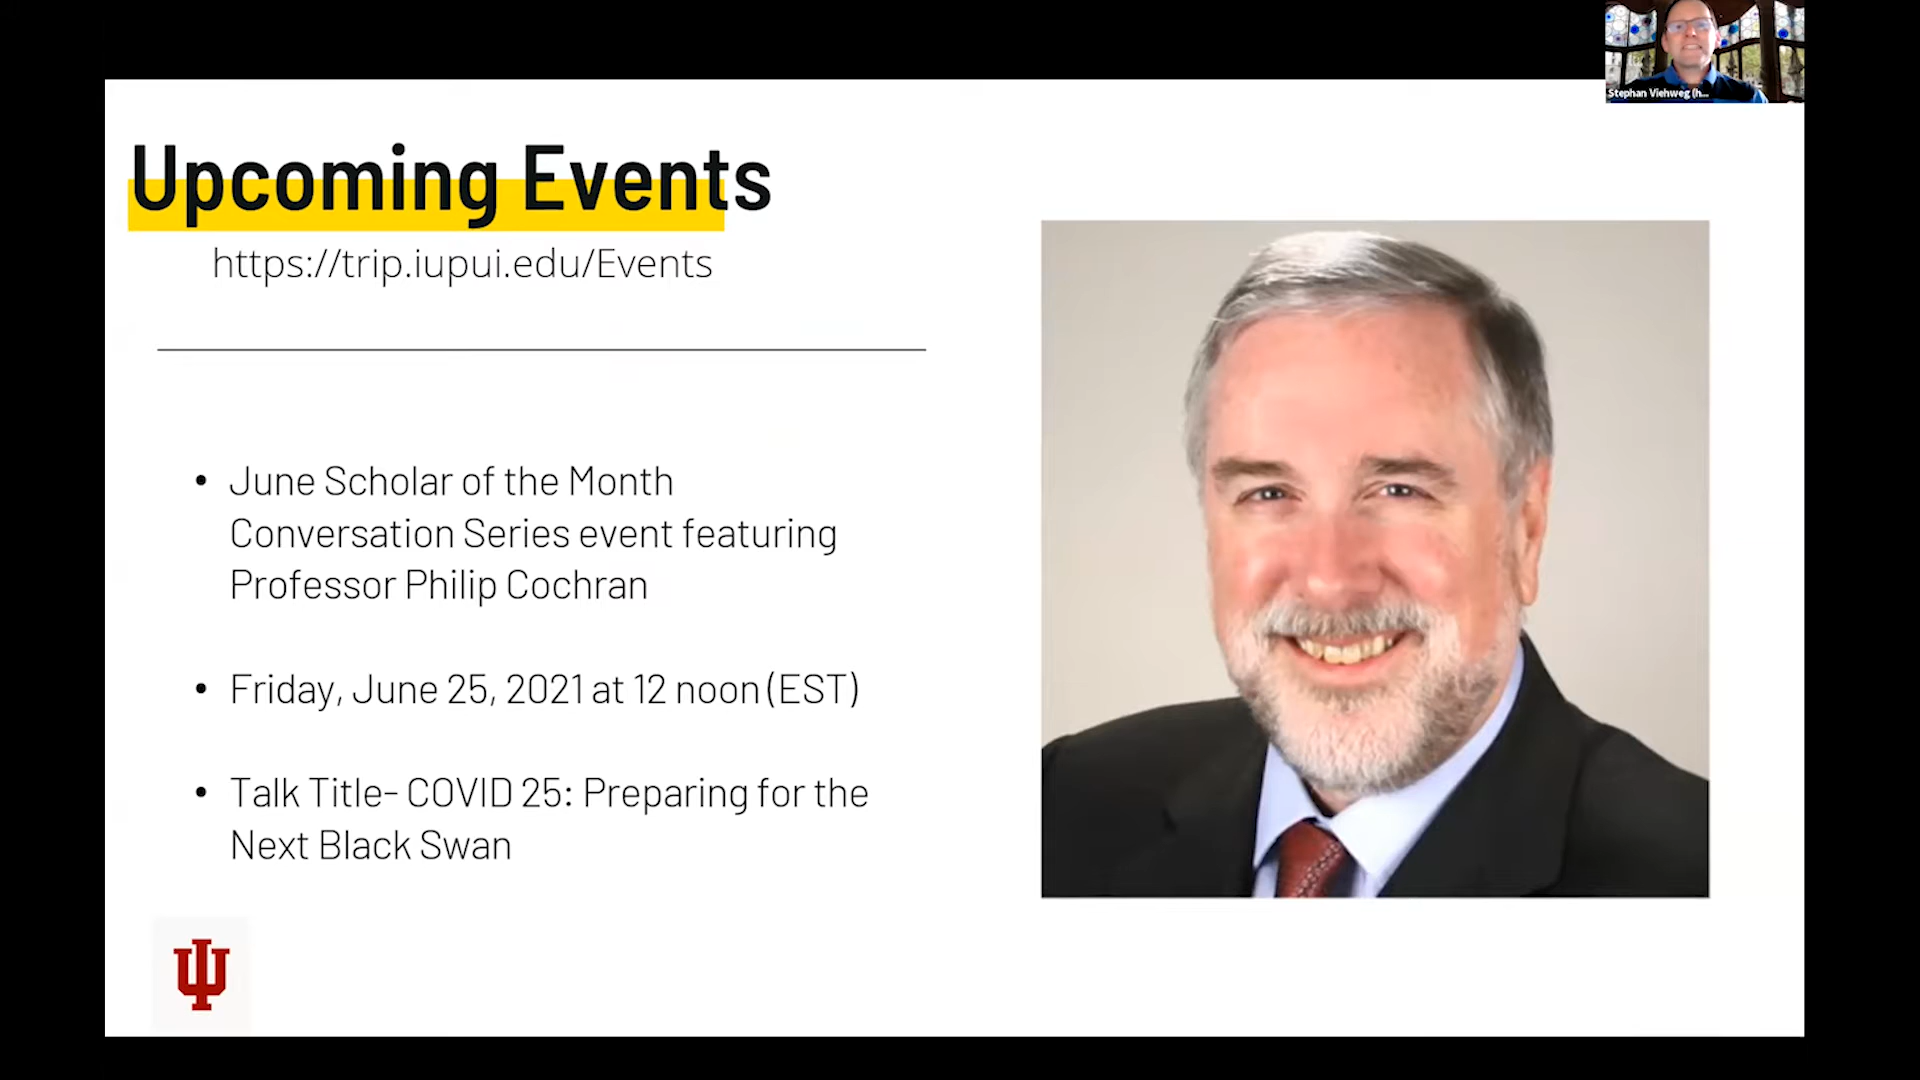 Stephan Viehweg (h...
Upcoming Events
https://trip.iupui.edu/Events
• June Scholar of the Month
Conversation Series event featuring
Professor Philip Cochran
• Friday, June 25, 2021 at 12 noon (EST)
• Talk Title- COVID 25: Preparing for the
Next Black Swan